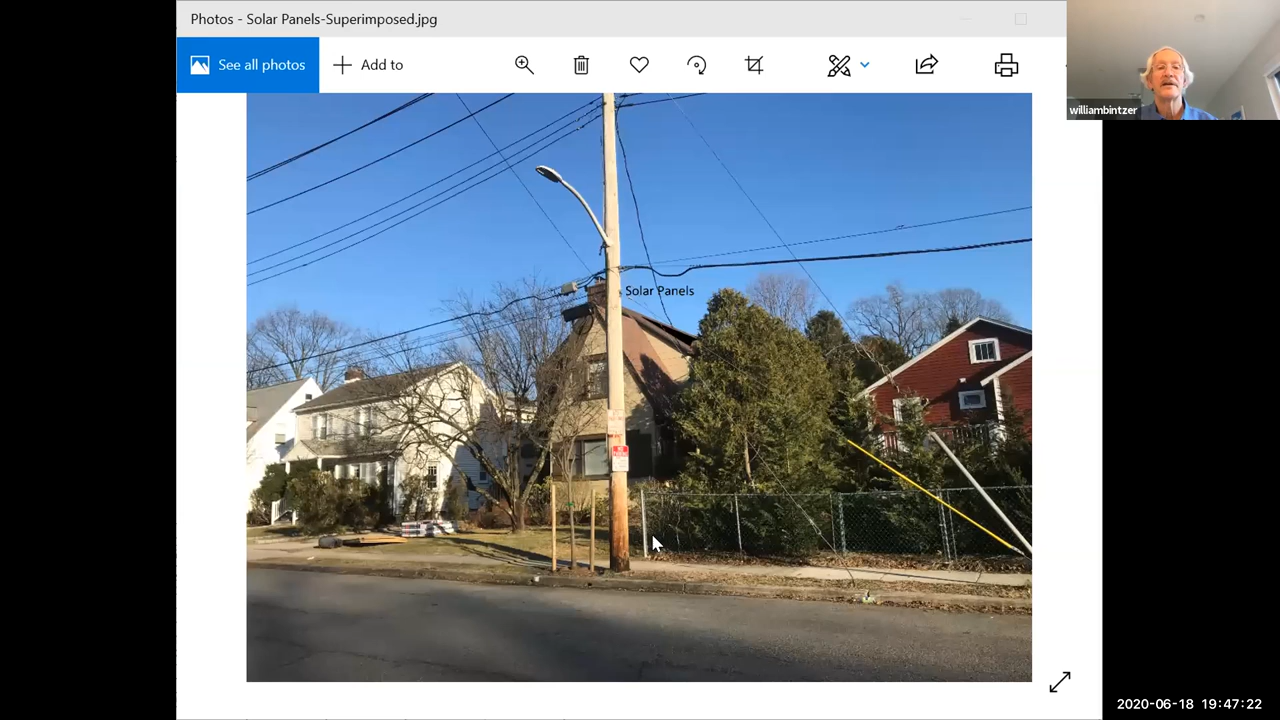 Photos - Solar Panels-Superimposed.jpg
See all photos
Add to
williambintzer
Solar Panels
2020-06-18 19:47:22